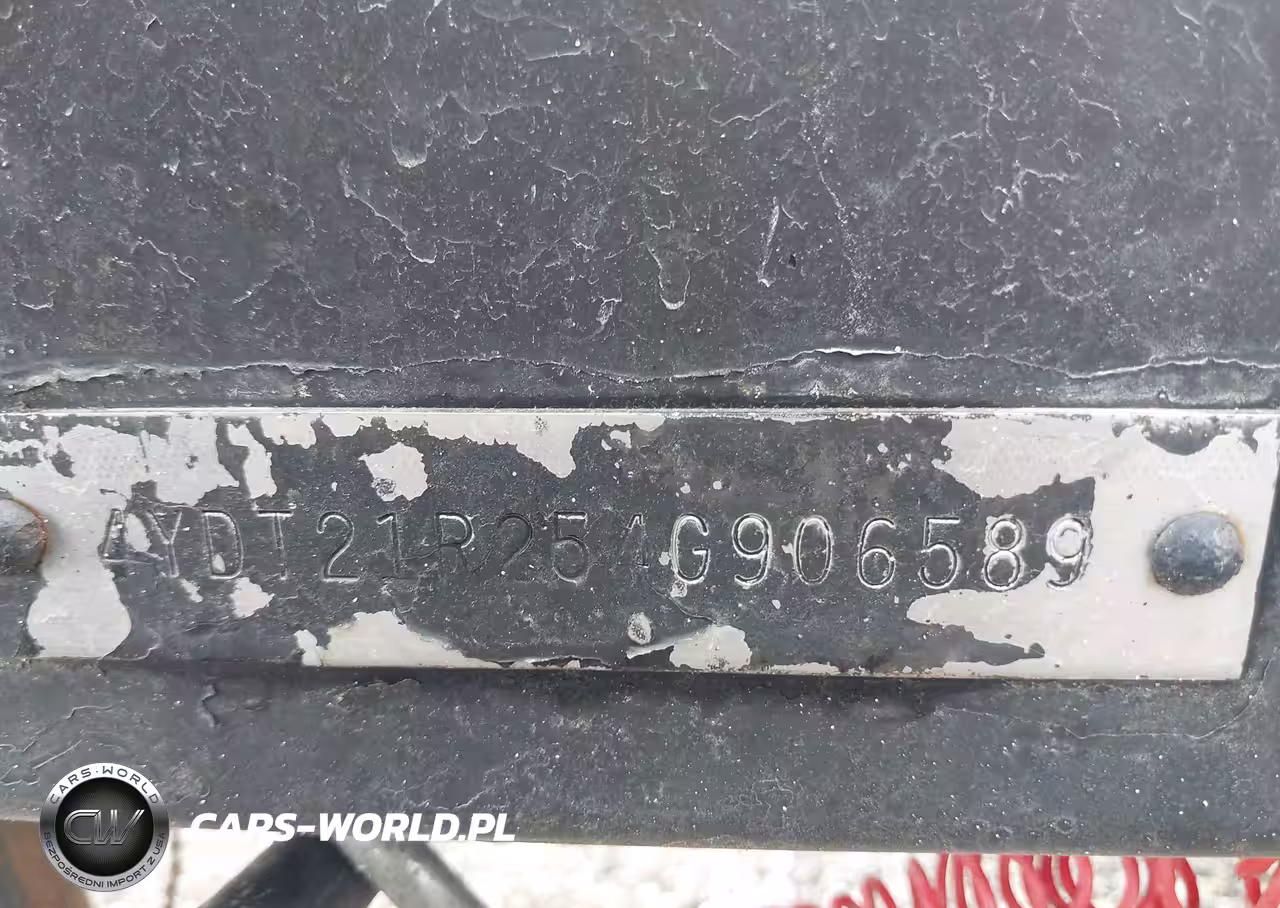 4YDT21R254G906589
CARS-WORLD
CW
BEZPOŚREDNI IMPORT Z USA
CARS-WORLD.PL